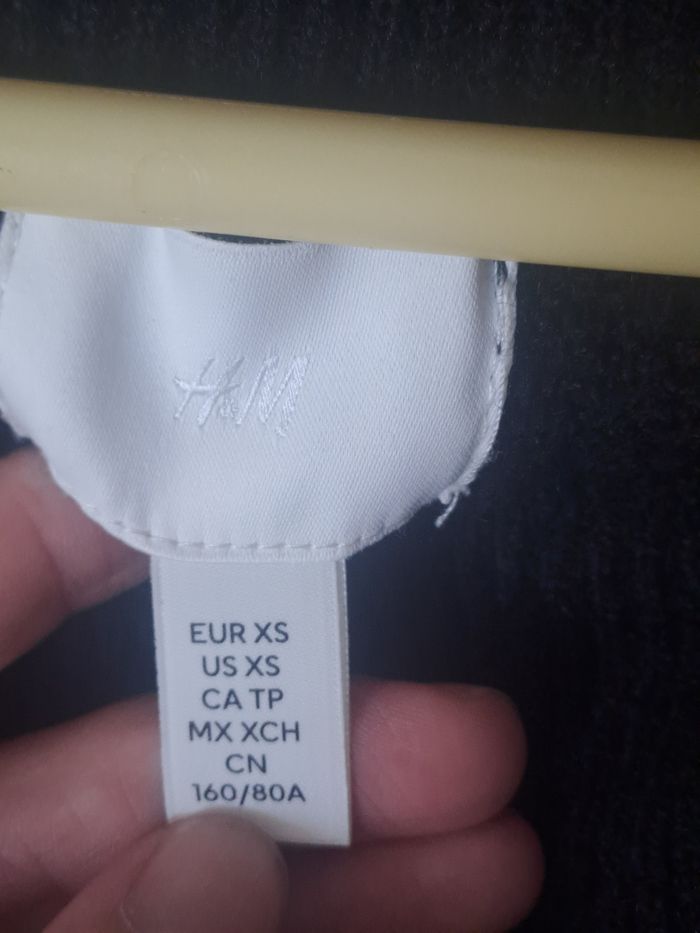 H&M
EUR XS
US XS
CA TP
MX XCH
CN
160/80A